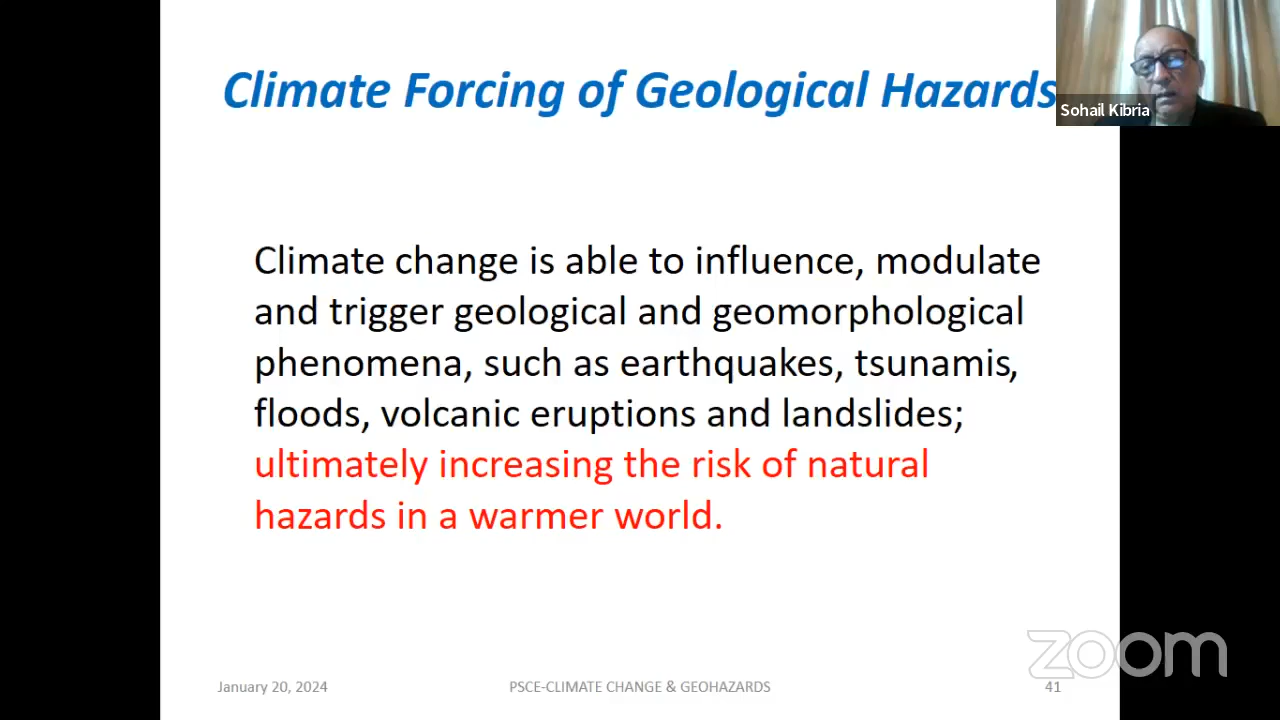 Climate Forcing of Geological Hazards
Sohail Kibria
Climate change is able to influence, modulate
and trigger geological and geomorphological
phenomena, such as earthquakes, tsunamis,
floods, volcanic eruptions and landslides;
ultimately increasing the risk of natural
hazards in a warmer world.
zoom
January 20, 2024
PSCE-CLIMATE CHANGE & GEOHAZARDS
41